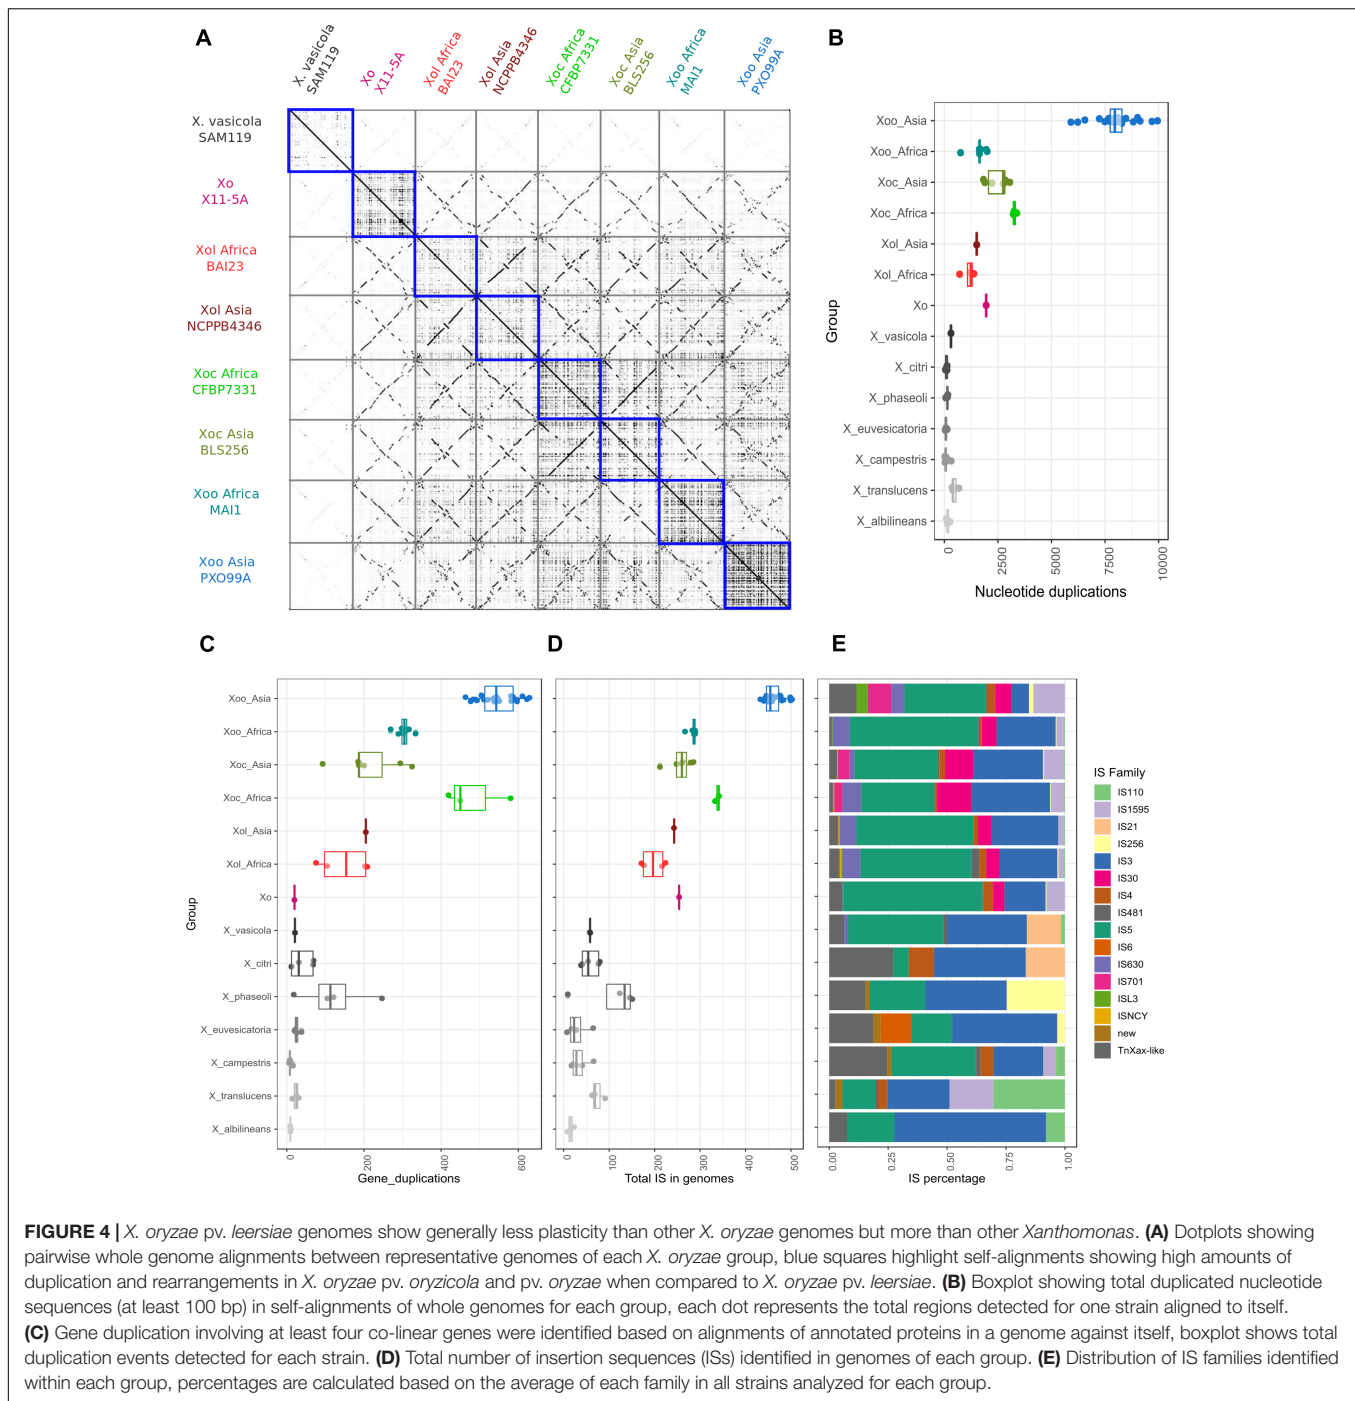 A
X. vasicola
SAM119
Xo
X11-5A
Xol Africa
BAI23
Xol Asia
NCPPB4346
Xoc Africa
CFBP7331
Xoc Asia
BLS256
Xoo Africa
MAI1
Xoo Asia
PXO99A
X. vasicola
SAM119
Xo
X11-5A
Xol Africa
BAI23
Xol Asia
NCPPB4346
Xoc Africa
CFBP7331
Xoc Asia
BLS256
Xoo Africa
MAI1
Xoo Asia
PXO99A
B
Group
Xoo_Asia
Xoo_Africa
Xoc_Asia
Xoc_Africa
Xol_Asia
Xol_Africa
Xo
X_vasicola
X_citri
X_phaseoli
X_euvesicatoria
X_campestris
X_translucens
X_albilineans
0
2500
5000
7500
10000
Nucleotide duplications
C
Group
Xoo_Asia
Xoo_Africa
Xoc_Asia
Xoc_Africa
Xol_Asia
Xol_Africa
Xo
X_vasicola
X_citri
X_phaseoli
X_euvesicatoria
X_campestris
X_translucens
X_albilineans
0
200
400
600
Gene_duplications
D
0
100
200
300
400
500
Total IS in genomes
E
0.00
0.25
0.50
0.75
1.00
IS percentage
IS Family
IS110
IS1595
IS21
IS256
IS3
IS30
IS4
IS481
IS5
IS6
IS630
IS701
ISL3
ISNCY
new
TnXax-like
FIGURE 4 | X. oryzae pv. leersiae genomes show generally less plasticity than other X. oryzae genomes but more than other Xanthomonas. (A) Dotplots showing
pairwise whole genome alignments between representative genomes of each X. oryzae group, blue squares highlight self-alignments showing high amounts of
duplication and rearrangements in X. oryzae pv. oryzicola and pv. oryzae when compared to X. oryzae pv. leersiae. (B) Boxplot showing total duplicated nucleotide
sequences (at least 100 bp) in self-alignments of whole genomes for each group, each dot represents the total regions detected for one strain aligned to itself.
(C) Gene duplication involving at least four co-linear genes were identified based on alignments of annotated proteins in a genome against itself, boxplot shows total
duplication events detected for each strain. (D) Total number of insertion sequences (ISs) identified in genomes of each group. (E) Distribution of IS families identified
within each group, percentages are calculated based on the average of each family in all strains analyzed for each group.